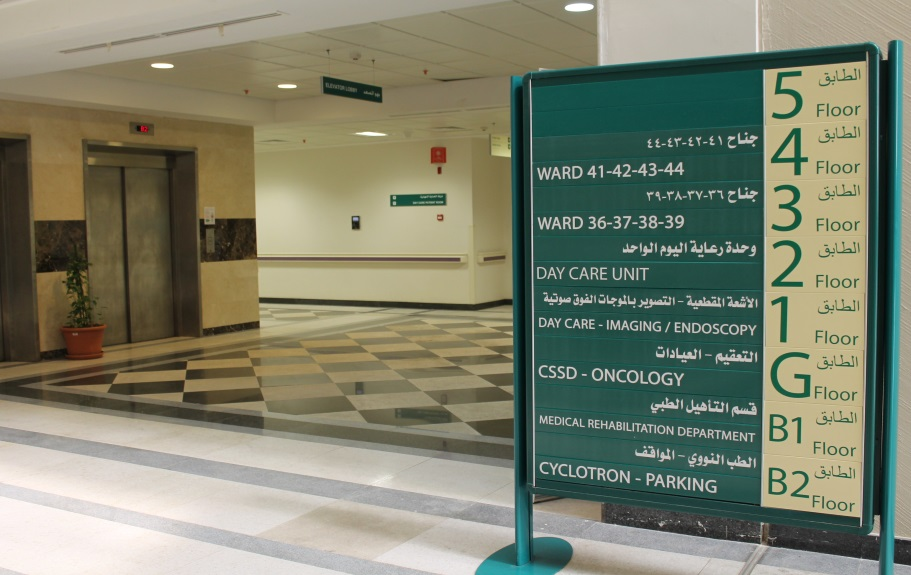 ELEVATOR LOBBY بهو المصعد
5 الطابق
Floor
جناح ٤١-٤٢-٤٣-٤٤
WARD 41-42-43-44
4 الطابق
Floor
جناح ٣٦-٣٧-٣٨-٣٩
WARD 36-37-38-39
3 الطابق
Floor
وحدة رعاية اليوم الواحد
DAY CARE UNIT
2 الطابق
Floor
الأشعة المقطعية - التصوير بالموجات الفوق صوتية
DAY CARE - IMAGING / ENDOSCOPY
1 الطابق
Floor
التعقيم - العيادات
CSSD - ONCOLOGY
G الطابق
Floor
قسم التأهيل الطبي
MEDICAL REHABILITATION DEPARTMENT
B1 الطابق
Floor
الطب النووي - المواقف
CYCLOTRON - PARKING
B2 الطابق
Floor